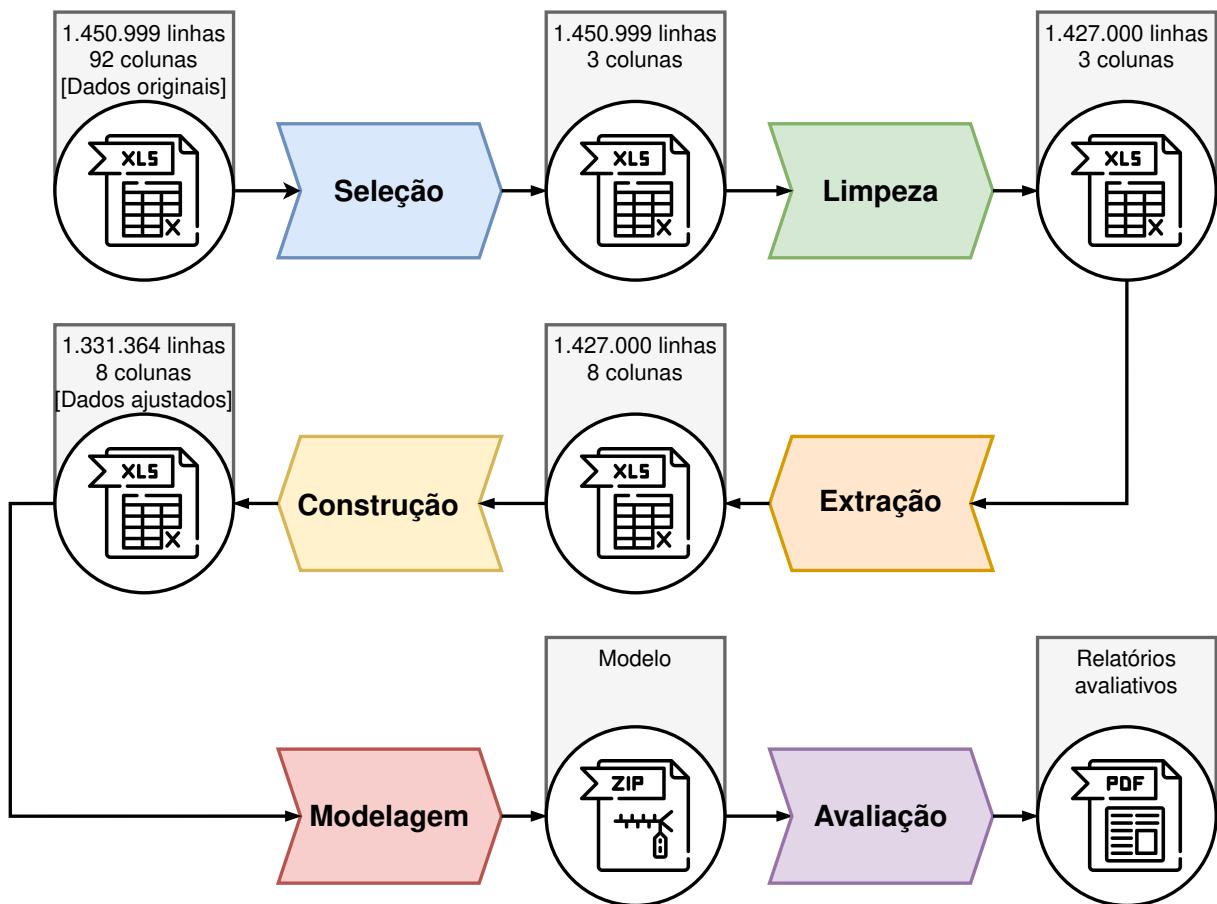 1.450.999 linhas
92 colunas
[Dados originais]
XLS
X
Seleção
1.450.999 linhas
3 colunas
XLS
X
Limpeza
1.427.000 linhas
3 colunas
XLS
X
Extração
1.427.000 linhas
8 colunas
XLS
X
Construção
1.331.364 linhas
8 colunas
[Dados ajustados]
XLS
X
Modelagem
Modelo
ZIP
Avaliação
Relatórios
avaliativos
PDF